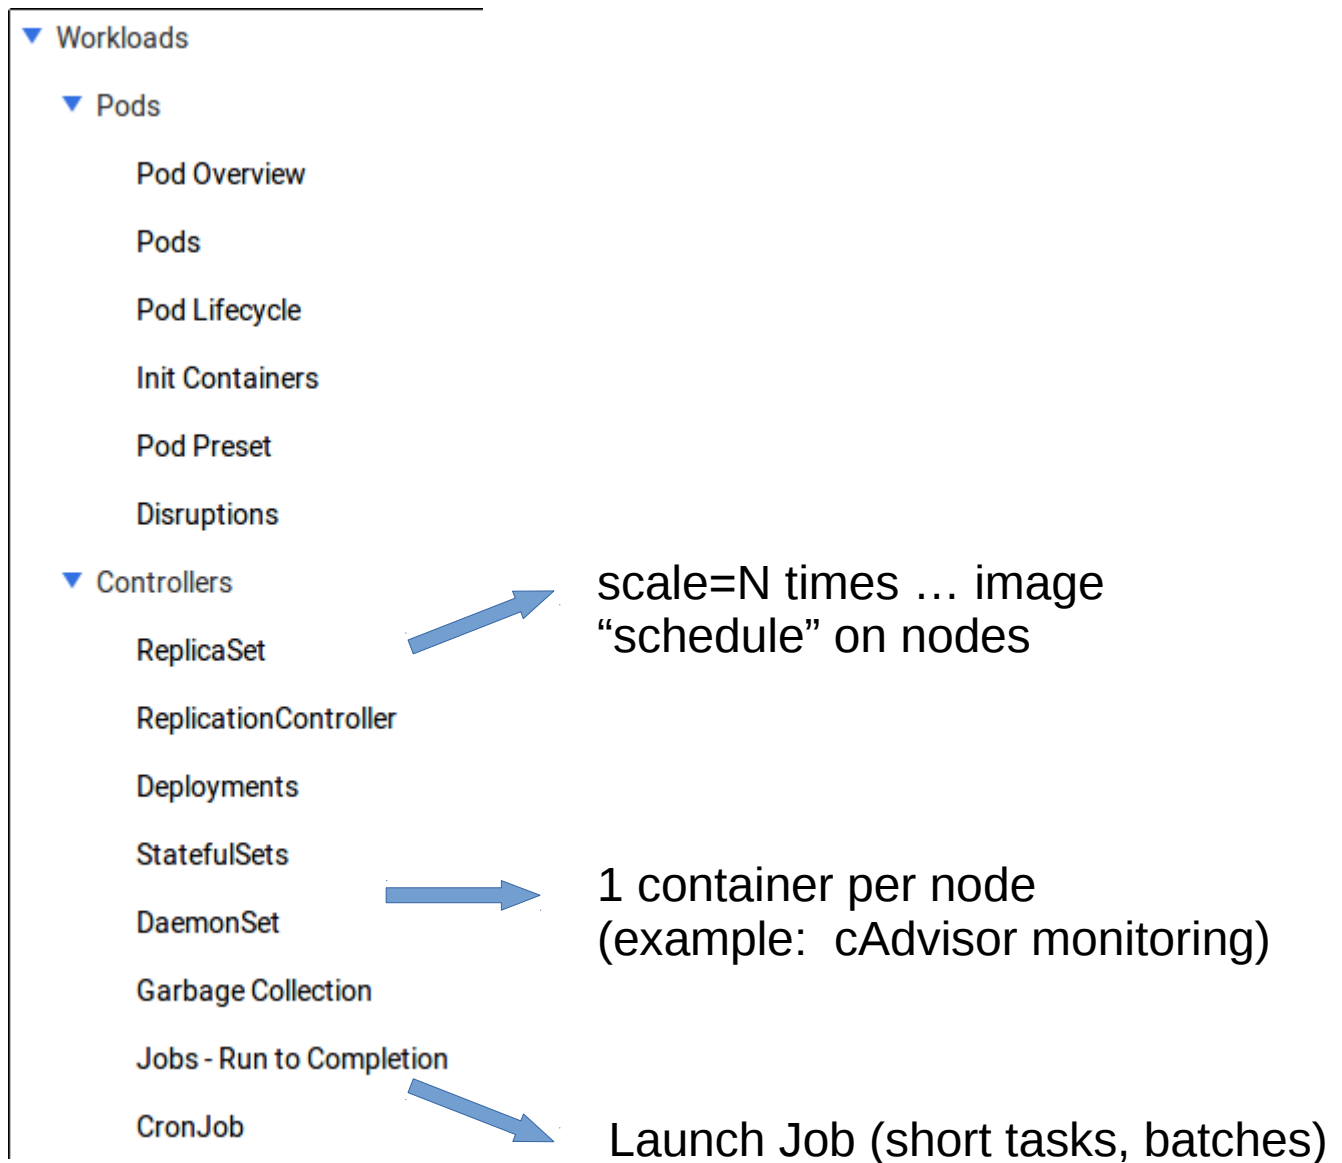 Workloads
Pods
Pod Overview
Pods
Pod Lifecycle
Init Containers
Pod Preset
Disruptions
Controllers
ReplicaSet
ReplicationController
Deployments
StatefulSets
DaemonSet
Garbage Collection
Jobs - Run to Completion
CronJob
scale=N times … image
“schedule” on nodes
1 container per node
(example:  cAdvisor monitoring)
Launch Job (short tasks, batches)